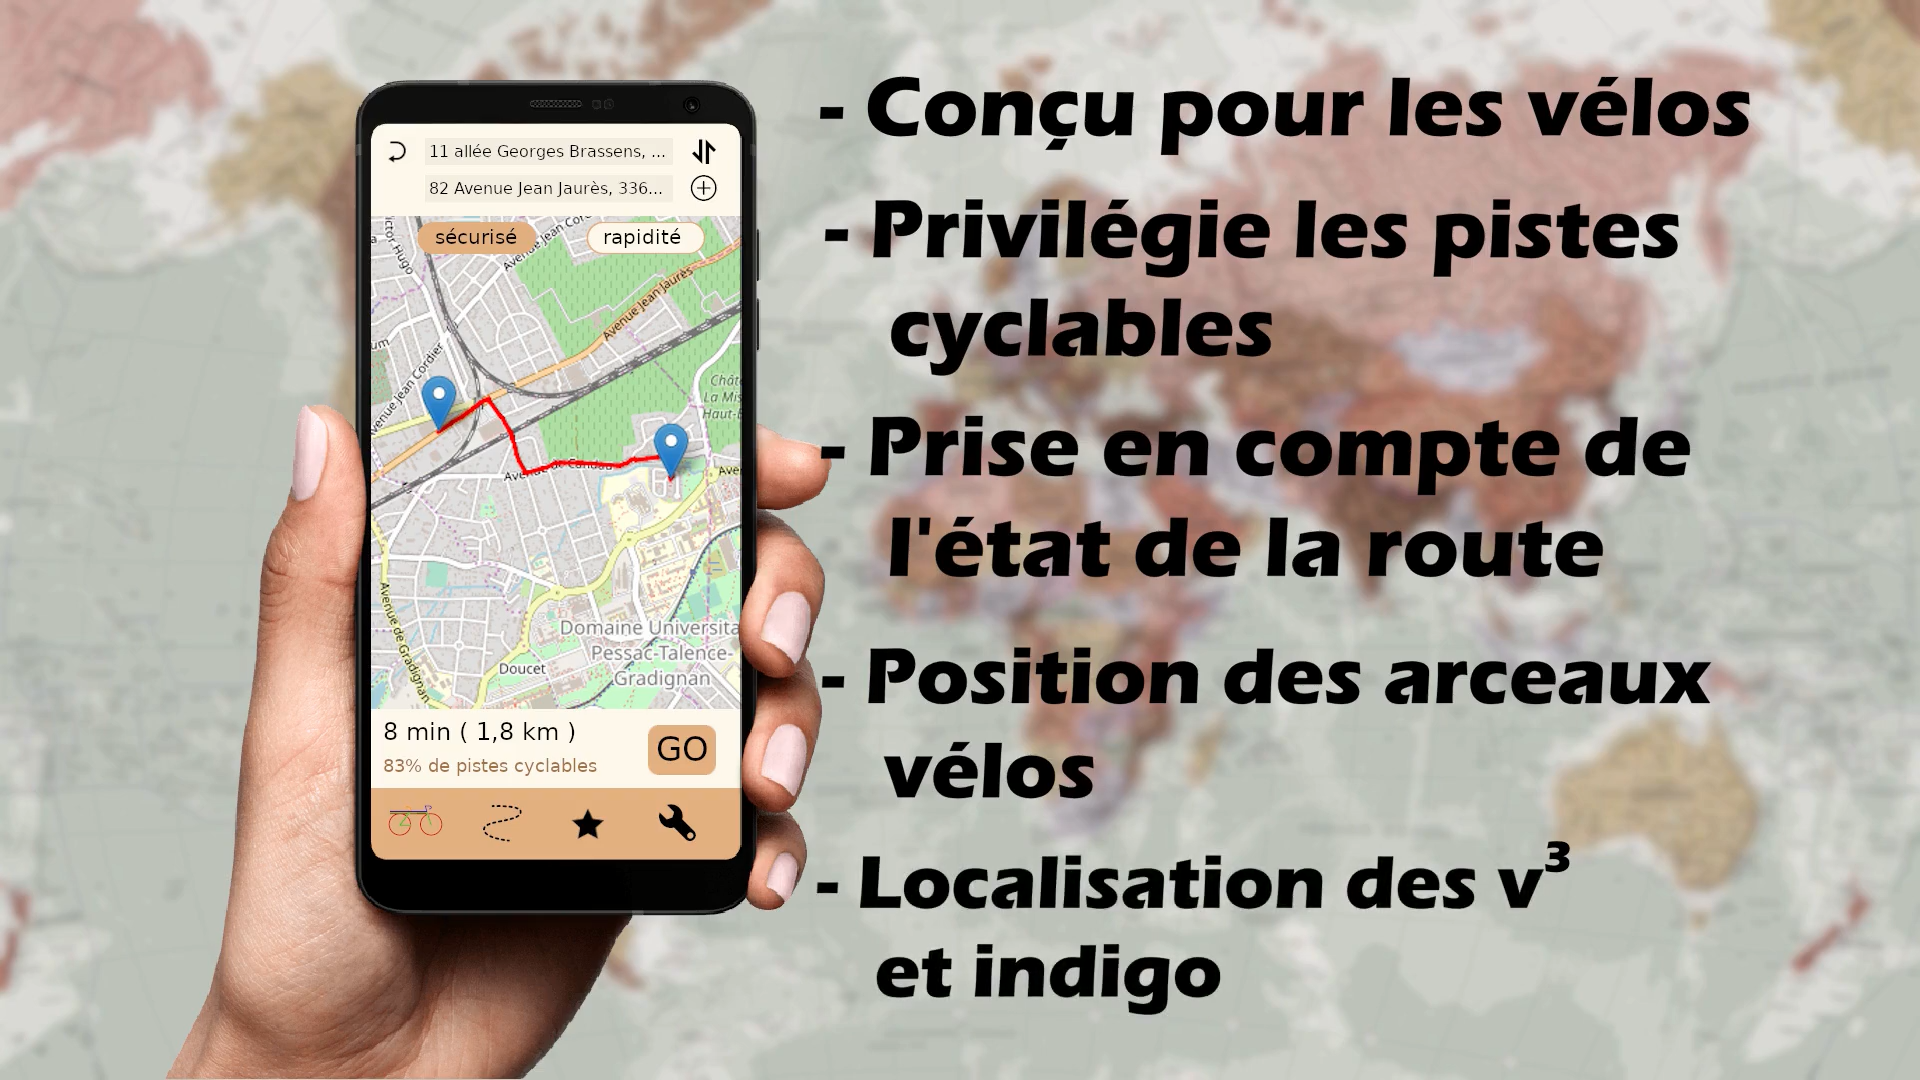 11 allée Georges Brassens, ...
82 Avenue Jean Jaurès, 336...
sécurisé
rapidité
Avenue Jean Jaurès
Avenue Jean Cordier
Avenue de Gradignan
Domaine Universita
Pessac-Talence-
Gradignan
Doucet
8 min ( 1,8 km )
83% de pistes cyclables
GO
- Conçu pour les vélos
- Privilégie les pistes
cyclables
- Prise en compte de
l'état de la route
- Position des arceaux
vélos
- Localisation des v³
et indigo